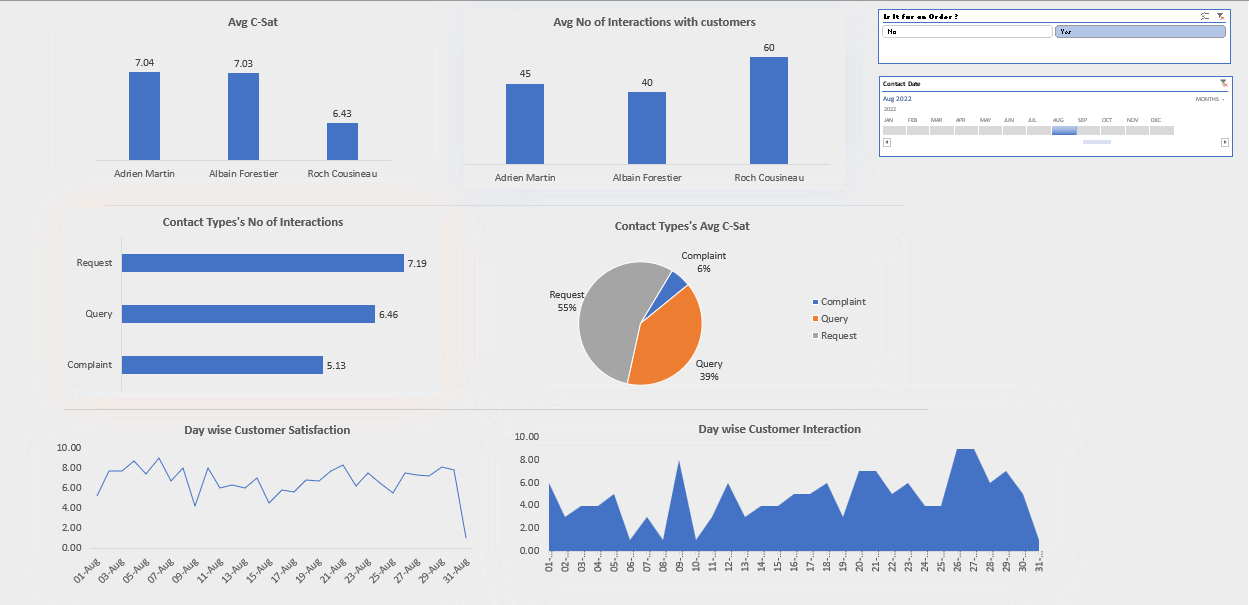 Avg C-Sat
7.04
7.03
6.43
Adrien Martin
Albain Forestier
Roch Cousineau
Avg No of Interactions with customers
45
40
60
Adrien Martin
Albain Forestier
Roch Cousineau
Is It for an Order ?
No
Yes
Contact Date
Aug 2022
MONTHS
2022
JAN FEB MAR APR MAY JUN JUL AUG SEP OCT NOV DEC
Contact Types's No of Interactions
Request
7.19
Query
6.46
Complaint
5.13
Contact Types's Avg C-Sat
Complaint
6%
Request
55%
Query
39%
Complaint
Query
Request
Day wise Customer Satisfaction
10.00
8.00
6.00
4.00
2.00
0.00
01-Aug
03-Aug
05-Aug
07-Aug
09-Aug
11-Aug
13-Aug
15-Aug
17-Aug
19-Aug
21-Aug
23-Aug
25-Aug
27-Aug
29-Aug
31-Aug
Day wise Customer Interaction
10.00
8.00
6.00
4.00
2.00
0.00
01-...
02-...
03-...
04-...
05-...
06-...
07-...
08-...
09-...
10-...
11-...
12-...
13-...
14-...
15-...
16-...
17-...
18-...
19-...
20-...
21-...
22-...
23-...
24-...
25-...
26-...
27-...
28-...
29-...
30-...
31-...